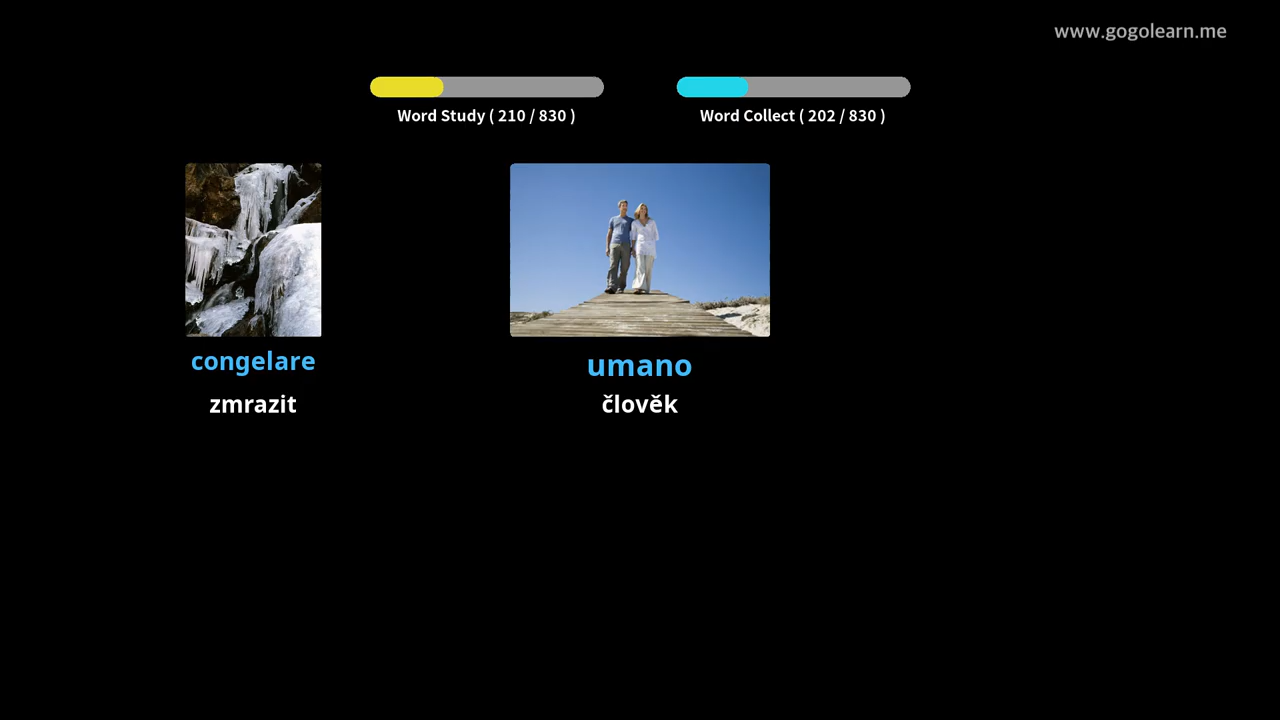 www.gogolearn.me
Word Study ( 210 / 830 )
Word Collect ( 202 / 830 )
congelare
zmrazit
umano
člověk